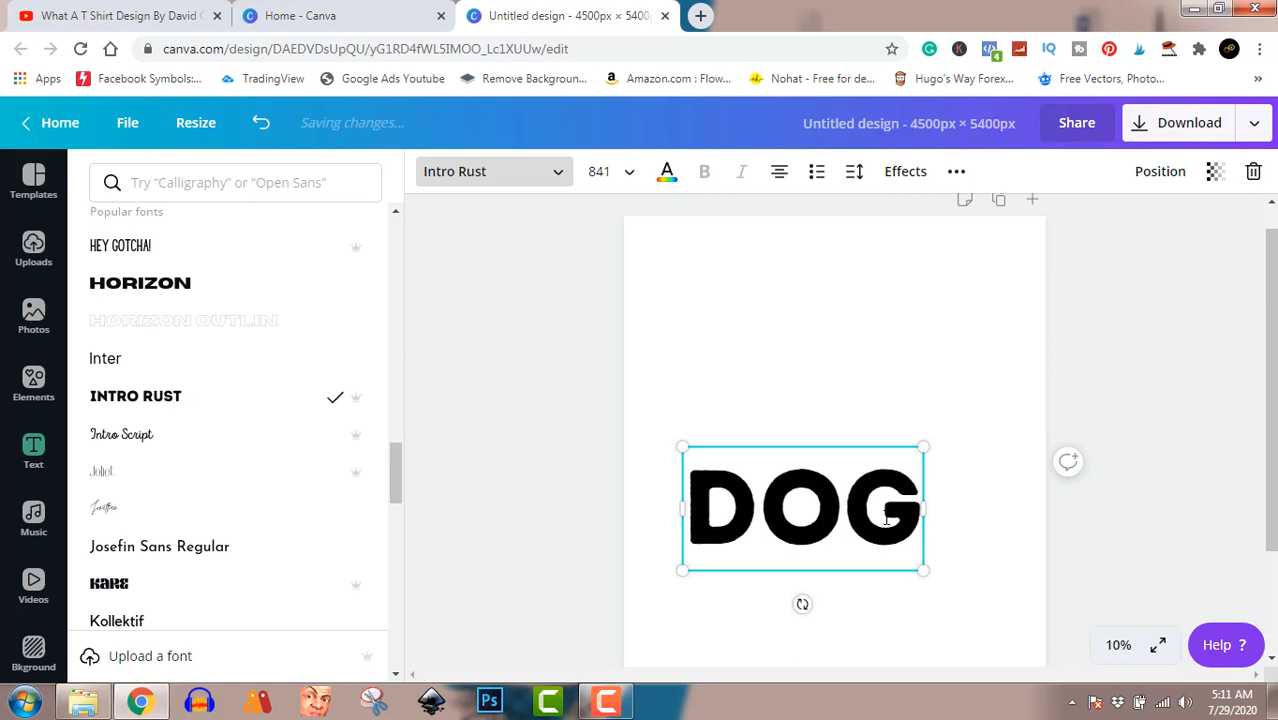 What A T Shirt Design By David C
Home - Canva
Untitled design - 4500px × 5400p
canva.com/design/DAEDVDsUpQU/yG1RD4fWL5IMOO_Lc1XUUw/edit
Apps
Facebook Symbols:...
TradingView
Google Ads Youtube
Remove Backgroun...
Amazon.com : Flow...
Nohat - Free for de...
Hugo's Way Forex...
Free Vectors, Photo...
Home
File
Resize
Saving changes...
Untitled design - 4500px × 5400px
Share
Download
Try “Calligraphy” or “Open Sans”
Intro Rust
841
A
B
I
Effects
Position
Templates
Uploads
Photos
Elements
Text
Music
Videos
Bkground
Popular fonts
HEY GOTCHA!
HORIZON
HORIZON OUTLIN
Inter
INTRO RUST
Intro Script
Joliet
Josefin Sans Regular
KARE
Kollektif
Upload a font
DOG
10%
Help ?
5:11 AM
7/29/2020